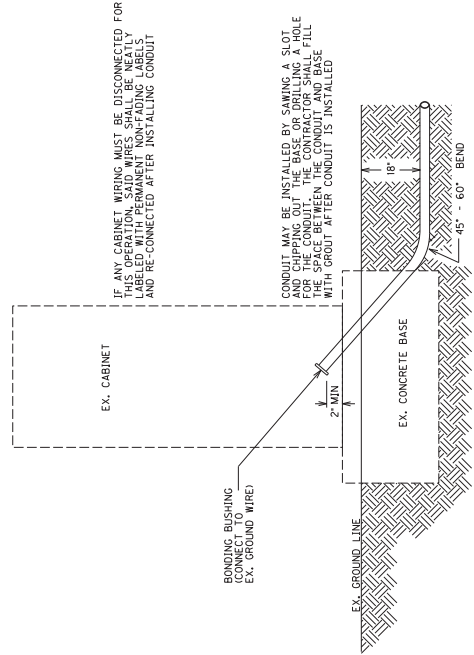 IF ANY CABINET WIRING MUST BE DISCONNECTED FOR
THIS OPERATION, SAID WIRES SHALL BE NEATLY
LABELED WITH PERMANENT NON-FADING LABELS
AND RE-CONNECTED AFTER INSTALLING CONDUIT
EX. CABINET
CONDUIT MAY BE INSTALLED BY SAWING A SLOT
AND CHIPPING OUT THE BASE OR DRILLING A HOLE
FOR THE CONDUIT. THE CONTRACTOR SHALL FILL
THE SPACE BETWEEN THE CONDUIT AND BASE
WITH GROUT AFTER CONDUIT IS INSTALLED
BONDING BUSHING
(CONNECT TO
EX. GROUND WIRE)
2" MIN
EX. GROUND LINE
18"
EX. CONCRETE BASE
45° - 60° BEND